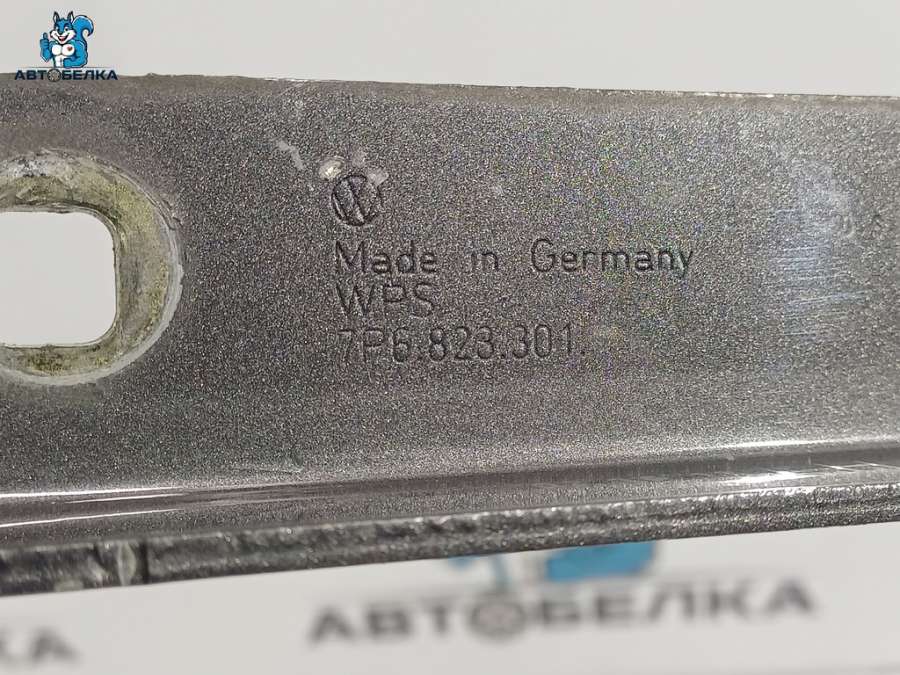 АВТОБЕЛКА
Made in Germany
WPS
7P6.823.301.
АВТОБЕЛКА